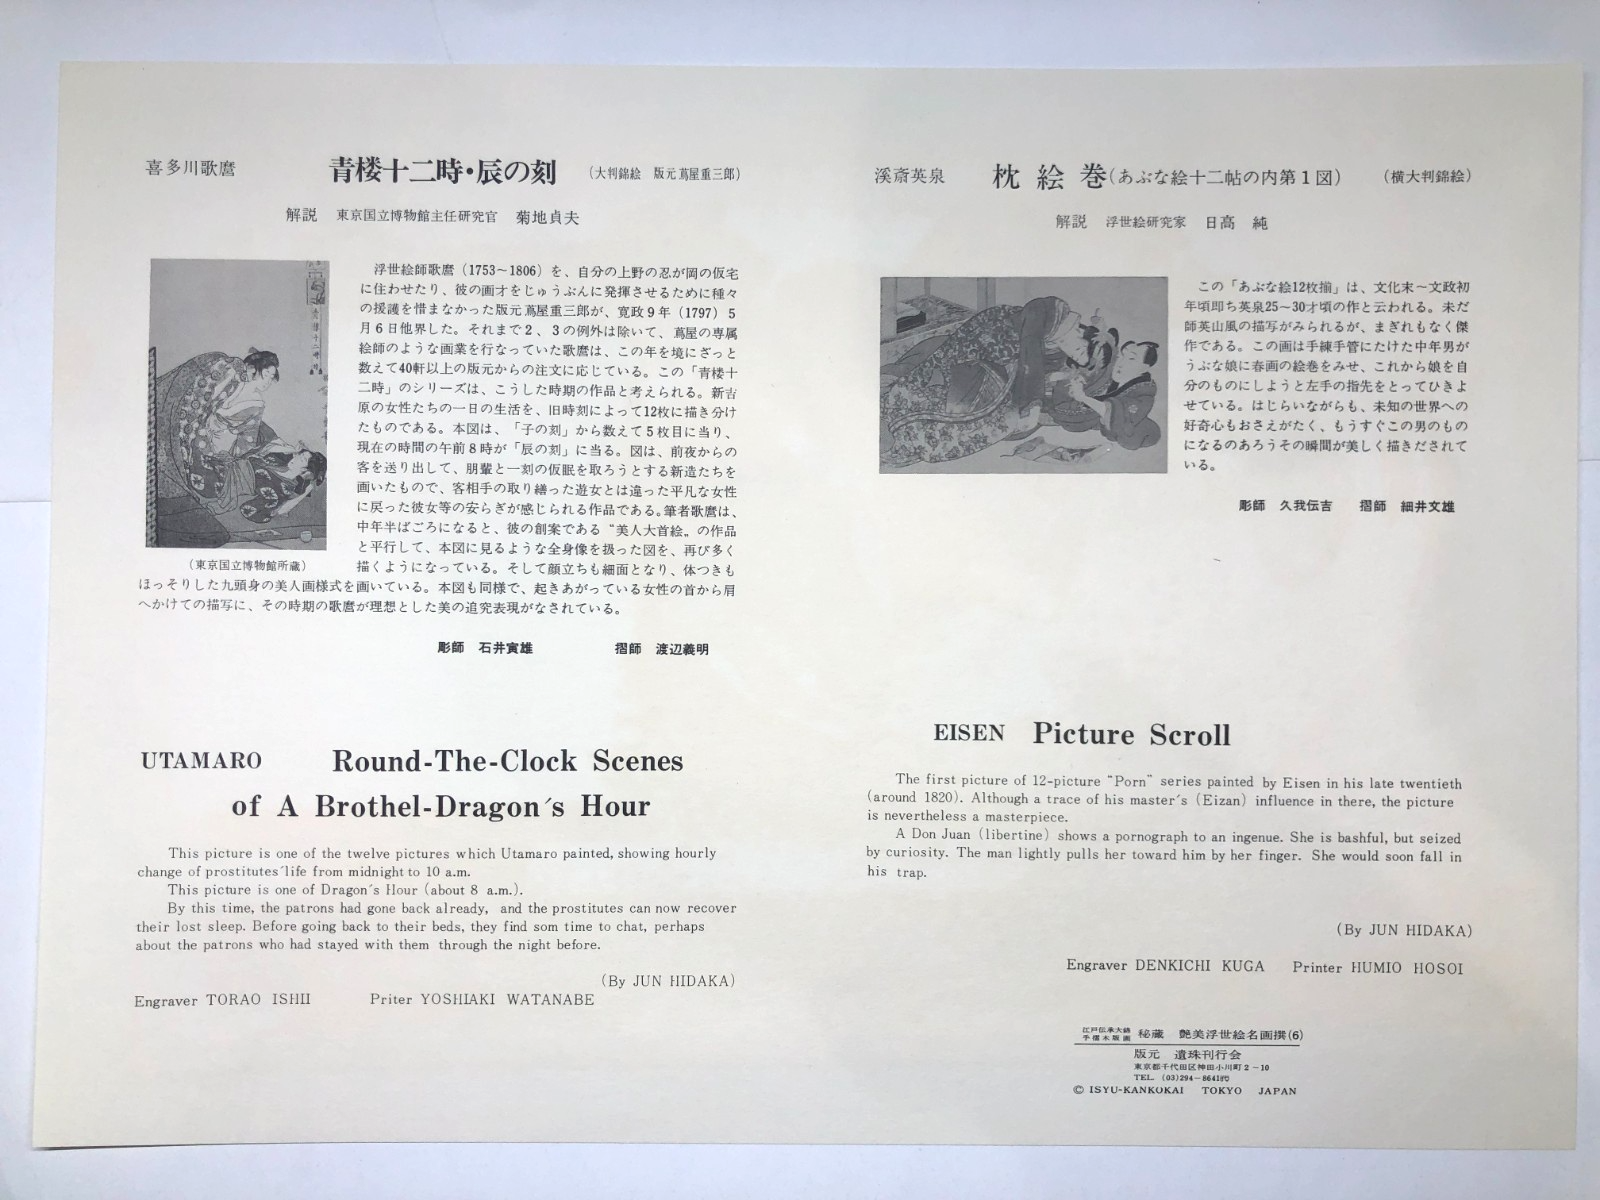 喜多川歌麿 青楼十二時・辰の刻 (大判錦絵 版元蔦屋重三郎)
解説 東京国立博物館主任研究官 菊地貞夫
浮世絵師歌麿(1753〜1806)を、自分の上野の忍が岡の仮宅
に住わせたり、彼の画才をじゅうぶんに発揮させるために種々
の援護を惜まなかった版元蔦屋重三郎が、寛政9年(1797)5
月6日他界した。それまで2、3の例外は除いて、蔦屋の専属
絵師のような画業を行なっていた歌麿は、この年を境にざっと
数えて40軒以上の版元からの注文に応じている。この「青楼十
二時」のシリーズは、こうした時期の作品と考えられる。新吉
原の女性たちの一日の生活を、旧時刻によって12枚に描き分け
たものである。本図は、「子の刻」から数えて5枚目に当り、
現在の時間の午前8時が「辰の刻」に当る。図は、前夜からの
客を送り出して、朋輩と一刻の仮眠を取ろうとする新造たちを
画いたもので、客相手の取り繕った遊女とは違った平凡な女性
に戻った彼女等の安らぎが感じられる作品である。筆者歌麿は、
中年半ばごろになると、彼の創案である“美人大首絵„の作品
と平行して、本図に見るような全身像を扱った図を、再び多く
(東京国立博物館所蔵) 描くようになっている。そして顔立ちも細面となり、体つきも
ほっそりした九頭身の美人画様式を画いている。本図も同様で、起きあがっている女性の首から肩
へかけての描写に、その時期の歌麿が理想とした美の追究表現がなされている。
彫師 石井寅雄 摺師 渡辺義明
UTAMARO Round-The-Clock Scenes
of A Brothel-Dragon´s Hour
This picture is one of the twelve pictures which Utamaro painted, showing hourly
change of prostitutes´life from midnight to 10 a.m.
This picture is one of Dragon´s Hour (about 8 a.m.).
By this time, the patrons had gone back already, and the prostitutes can now recover
their lost sleep. Before going back to their beds, they find som time to chat, perhaps
about the patrons who had stayed with them through the night before.
(By JUN HIDAKA)
Engraver TORAO ISHII Priter YOSHIAKI WATANABE
渓斎英泉 枕絵巻(あぶな絵十二帖の内第1図) (横大判錦絵)
解説 浮世絵研究家 日高 純
この「あぶな絵12枚揃」は、文化末〜文政初
年頃即ち英泉25〜30才頃の作と云われる。未だ
師英山風の描写がみられるが、まぎれもなく傑
作である。この画は手練手管にたけた中年男が
うぶな娘に春画の絵巻をみせ、これから娘を自
分のものにしようと左手の指先をとってひきよ
せている。はじらいながらも、未知の世界への
好奇心もおさえがたく、もうすぐこの男のもの
になるのあろうその瞬間が美しく描きだされて
いる。
彫師 久我伝吉 摺師 細井文雄
EISEN Picture Scroll
The first picture of 12-picture “Porn” series painted by Eisen in his late twentieth
(around 1820). Although a trace of his master´s (Eizan) influence in there, the picture
is nevertheless a masterpiece.
A Don Juan (libertine) shows a pornograph to an ingenue. She is bashful, but seized
by curiosity. The man lightly pulls her toward him by her finger. She would soon fall in
his trap.
(By JUN HIDAKA)
Engraver DENKICHI KUGA Printer HUMIO HOSOI
江戸伝承大錦
手摺木版画 秘蔵 艶美浮世絵名画撰(6)
版元 遺珠刊行会
東京都千代田区神田小川町2-10
TEL. (03)294-8641代
© ISYU-KANKOKAI TOKYO JAPAN